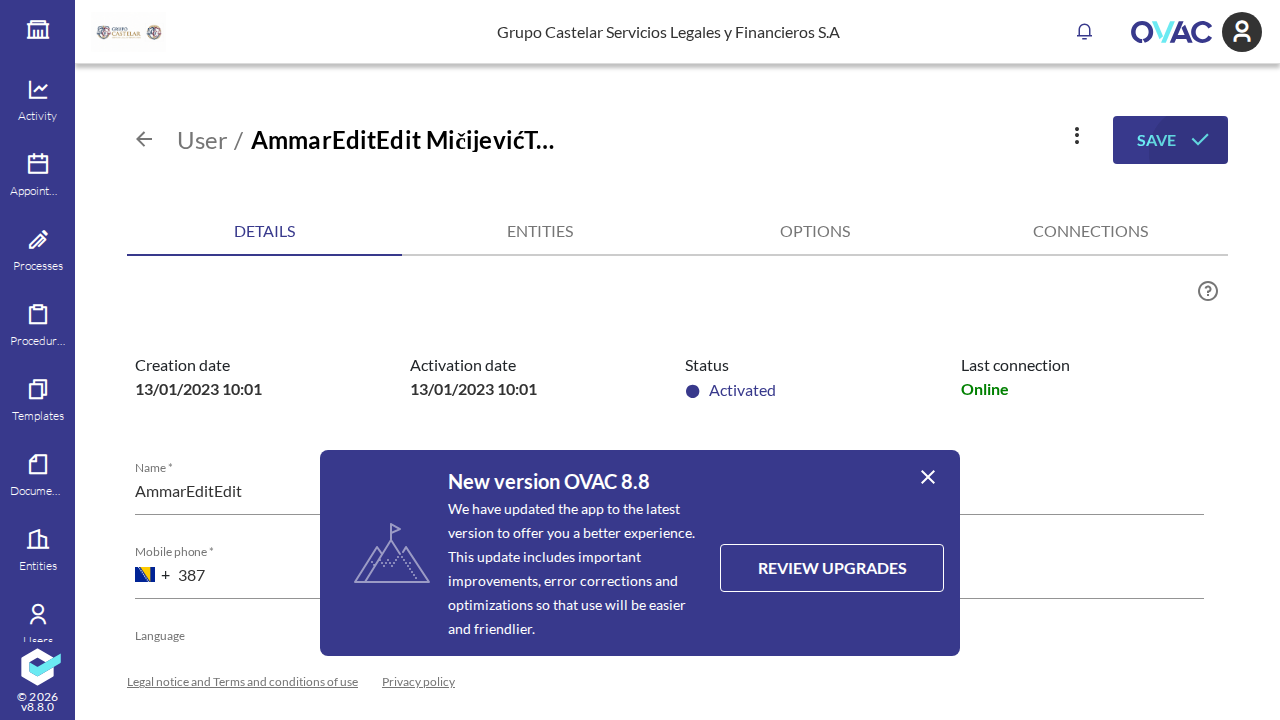 Grupo Castelar Servicios Legales y Financieros S.A
OVAC
Activity
Appoint...
Processes
Procedur...
Templates
Docume...
Entities
Users
© 2026
v8.8.0
User / AmmarEditEdit MičijevićT...
SAVE
DETAILS
ENTITIES
OPTIONS
CONNECTIONS
Creation date
13/01/2023 10:01
Activation date
13/01/2023 10:01
Status
Activated
Last connection
Online
Name *
AmmarEditEdit
Mobile phone *
+ 387
Language
New version OVAC 8.8
We have updated the app to the latest
version to offer you a better experience.
This update includes important
improvements, error corrections and
optimizations so that use will be easier
and friendlier.
REVIEW UPGRADES
Legal notice and Terms and conditions of use
Privacy policy